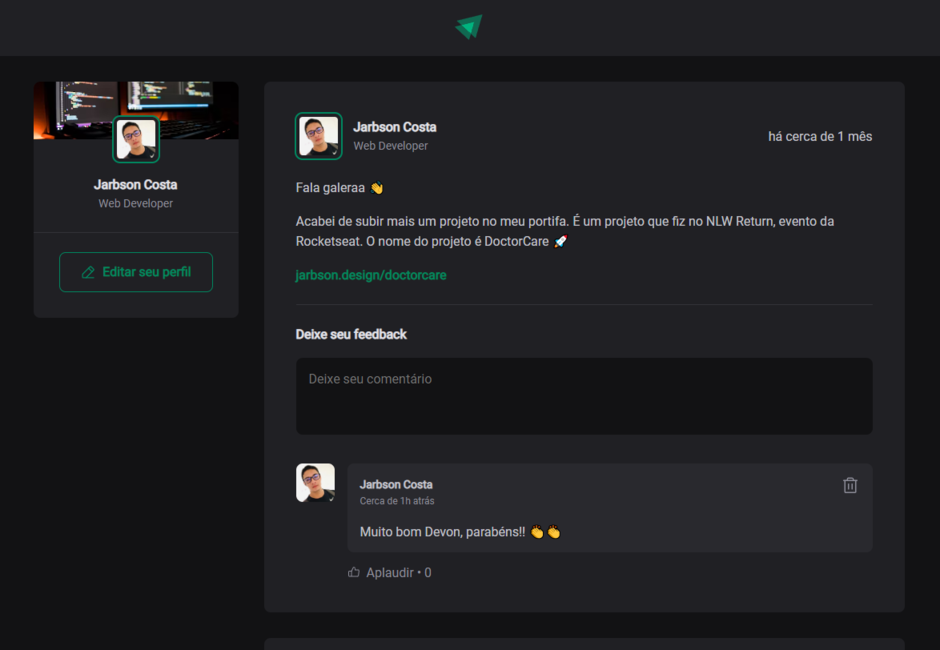 Jarbson Costa
Web Developer
Editar seu perfil
Jarbson Costa
Web Developer
há cerca de 1 mês
Fala galeraa 👋
Acabei de subir mais um projeto no meu portifa. É um projeto que fiz no NLW Return, evento da
Rocketseat. O nome do projeto é DoctorCare 🚀
jarbson.design/doctorcare
Deixe seu feedback
Deixe seu comentário
Jarbson Costa
Cerca de 1h atrás
Muito bom Devon, parabéns!! 👏👏
Aplaudir • 0